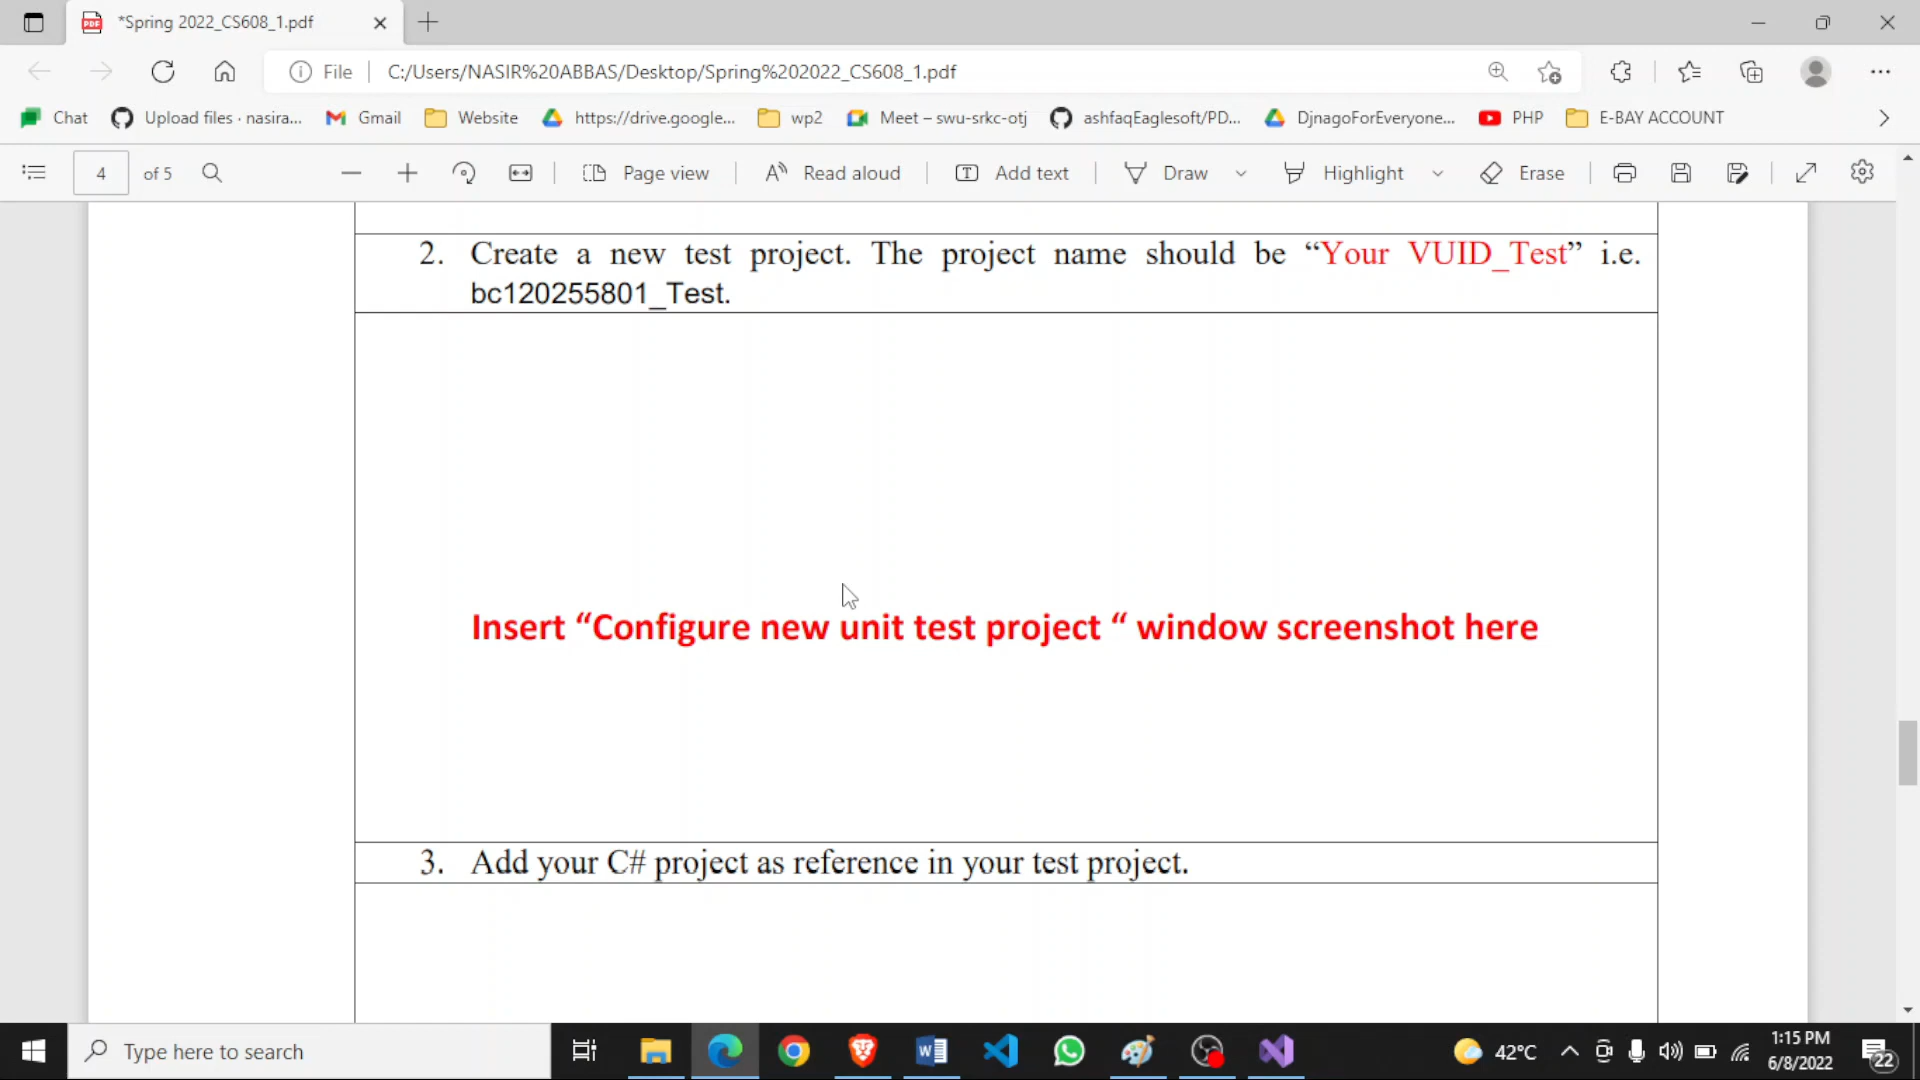 *Spring 2022_CS608_1.pdf
File
C:/Users/NASIR%20ABBAS/Desktop/Spring%202022_CS608_1.pdf
Chat
Upload files · nasira...
Gmail
Website
https://drive.google...
wp2
Meet – swu-srkc-otj
ashfaqEaglesoft/PD...
DjnagoForEveryone...
PHP
E-BAY ACCOUNT
4
of 5
Page view
Read aloud
Add text
Draw
Highlight
Erase
2. Create a new test project. The project name should be “Your VUID_Test” i.e.
bc120255801_Test.
Insert “Configure new unit test project “ window screenshot here
3. Add your C# project as reference in your test project.
Type here to search
42°C
1:15 PM
6/8/2022
22